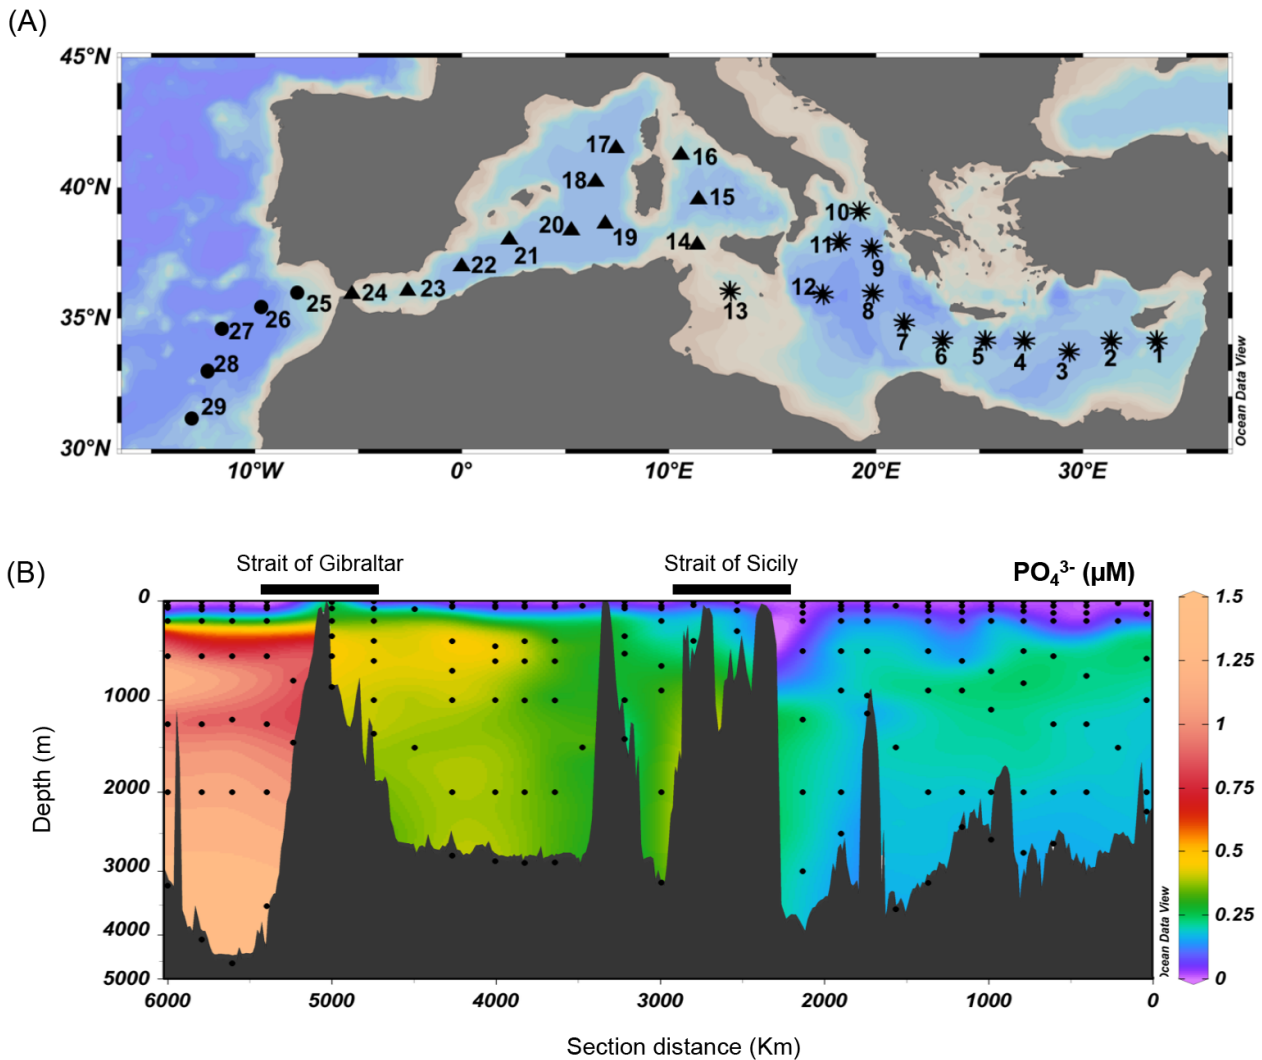 (A)
45°N
40°N
35°N
30°N
10°W
0°
10°E
20°E
30°E
17
16
18
15
20
19
14
21
22
24
23
25
26
27
28
29
10
11
9
12
13
8
7
6
5
4
3
2
1
Ocean Data View
(B)
Strait of Gibraltar
Strait of Sicily
PO₄³⁻ (µM)
0
1000
2000
3000
4000
5000
Depth (m)
6000
5000
4000
3000
2000
1000
0
Section distance (Km)
1.5
1.25
1
0.75
0.5
0.25
0
Ocean Data View